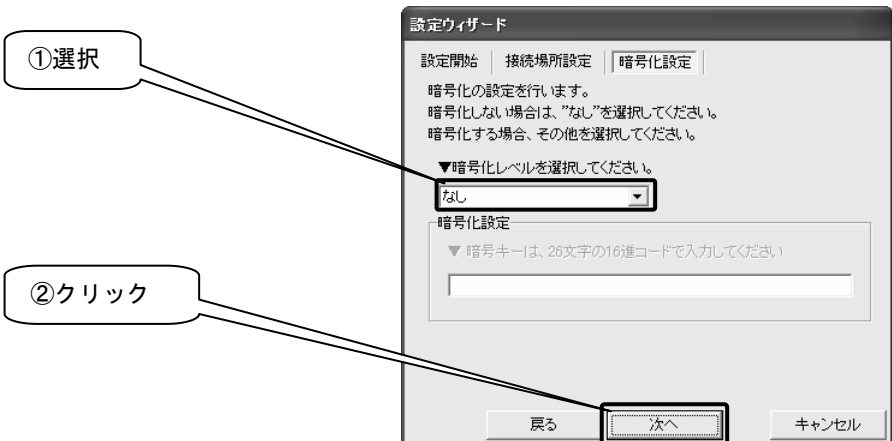 設定ウィザード
①選択
設定開始 接続場所設定 暗号化設定
暗号化の設定を行います。
暗号化しない場合は、”なし”を選択してください。
暗号化する場合、その他を選択してください。
▼暗号化レベルを選択してください。
なし
暗号化設定
▼ 暗号キーは、26文字の16進コードで入力してください
②クリック
戻る 次へ キャンセル